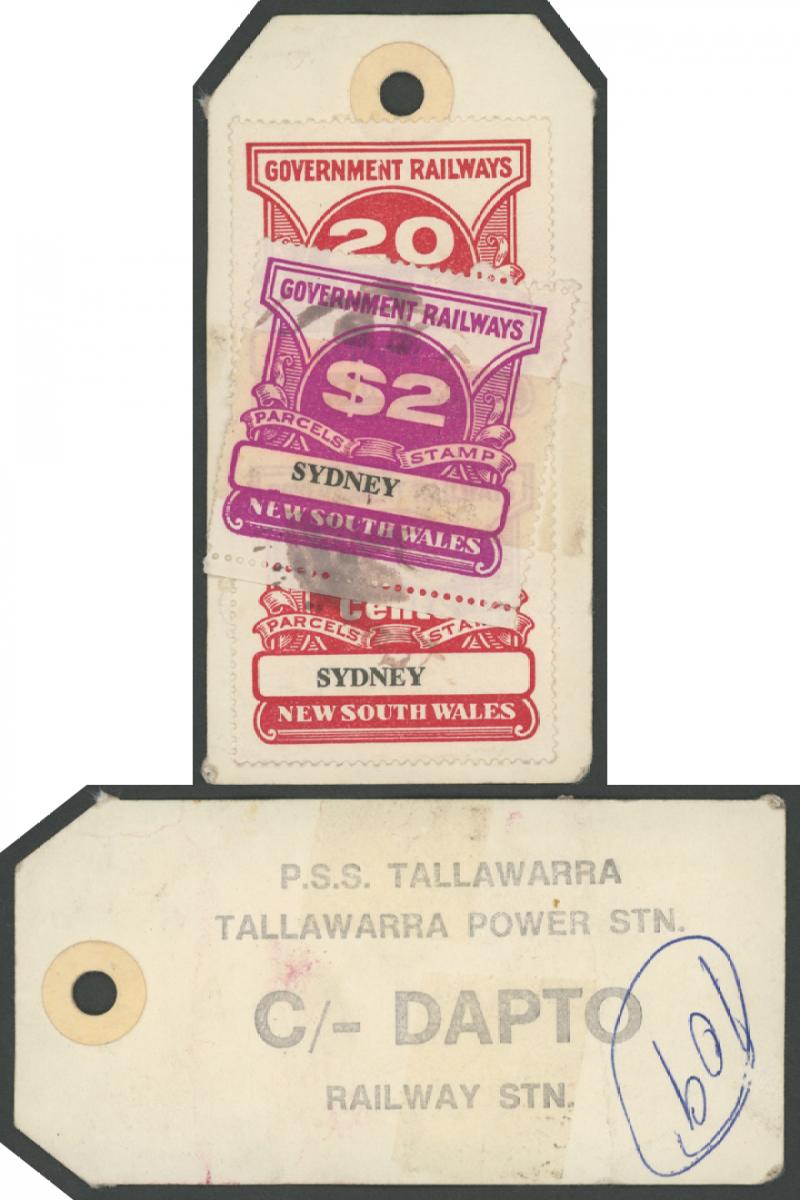 GOVERNMENT RAILWAYS
20
GOVERNMENT RAILWAYS
$2
PARCELS STAMP
SYDNEY
NEW SOUTH WALES
PARCELS
SYDNEY
NEW SOUTH WALES
P.S.S. TALLAWARRA
TALLAWARRA POWER STN.
C/- DAPTO
RAILWAY STN.
109